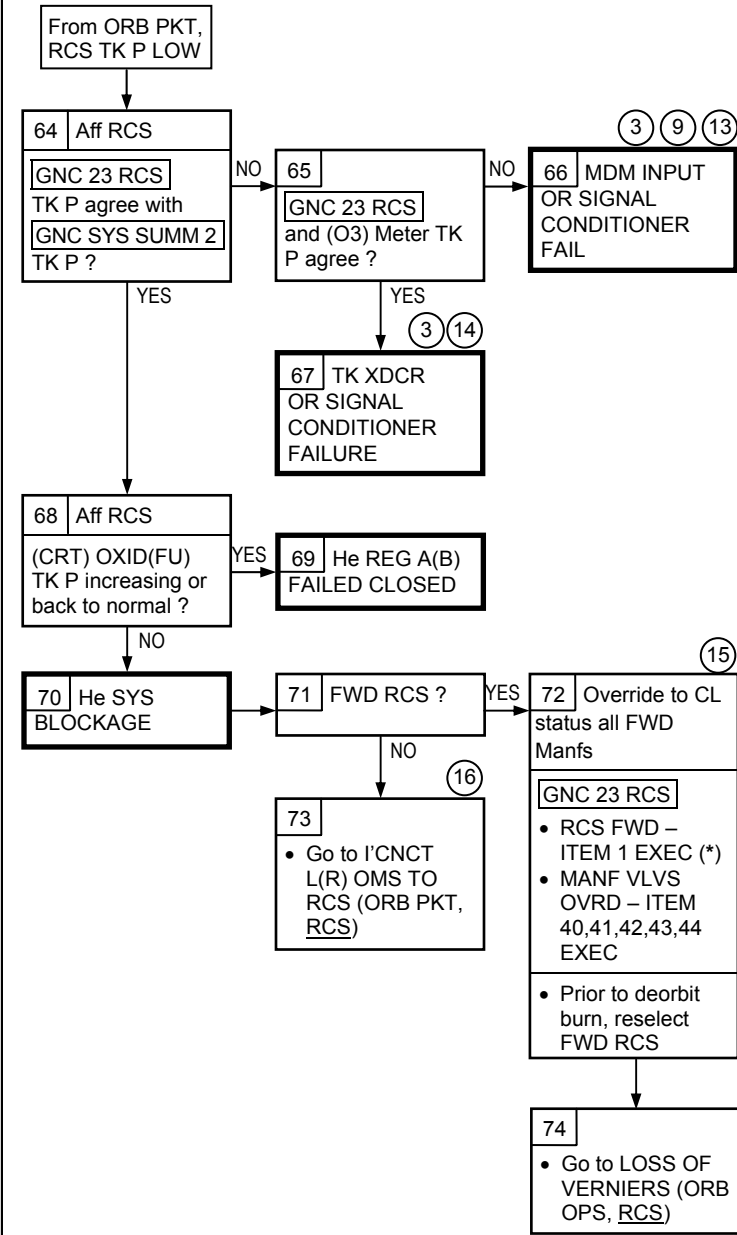 From ORB PKT,
RCS TK P LOW
64 Aff RCS
GNC 23 RCS
TK P agree with
GNC SYS SUMM 2
TK P ?
NO
YES
65
GNC 23 RCS
and (O3) Meter TK
P agree ?
NO
YES
3 9 13
66 MDM INPUT
OR SIGNAL
CONDITIONER
FAIL
3 14
67 TK XDCR
OR SIGNAL
CONDITIONER
FAILURE
68 Aff RCS
(CRT) OXID(FU)
TK P increasing or
back to normal ?
YES
NO
69 He REG A(B)
FAILED CLOSED
70 He SYS
BLOCKAGE
71 FWD RCS ?
YES
NO
15
72 Override to CL
status all FWD
Manfs
GNC 23 RCS
• RCS FWD –
ITEM 1 EXEC (*)
• MANF VLVS
OVRD – ITEM
40,41,42,43,44
EXEC
• Prior to deorbit
burn, reselect
FWD RCS
16
73
• Go to I'CNCT
L(R) OMS TO
RCS (ORB PKT,
RCS)
74
• Go to LOSS OF
VERNIERS (ORB
OPS, RCS)